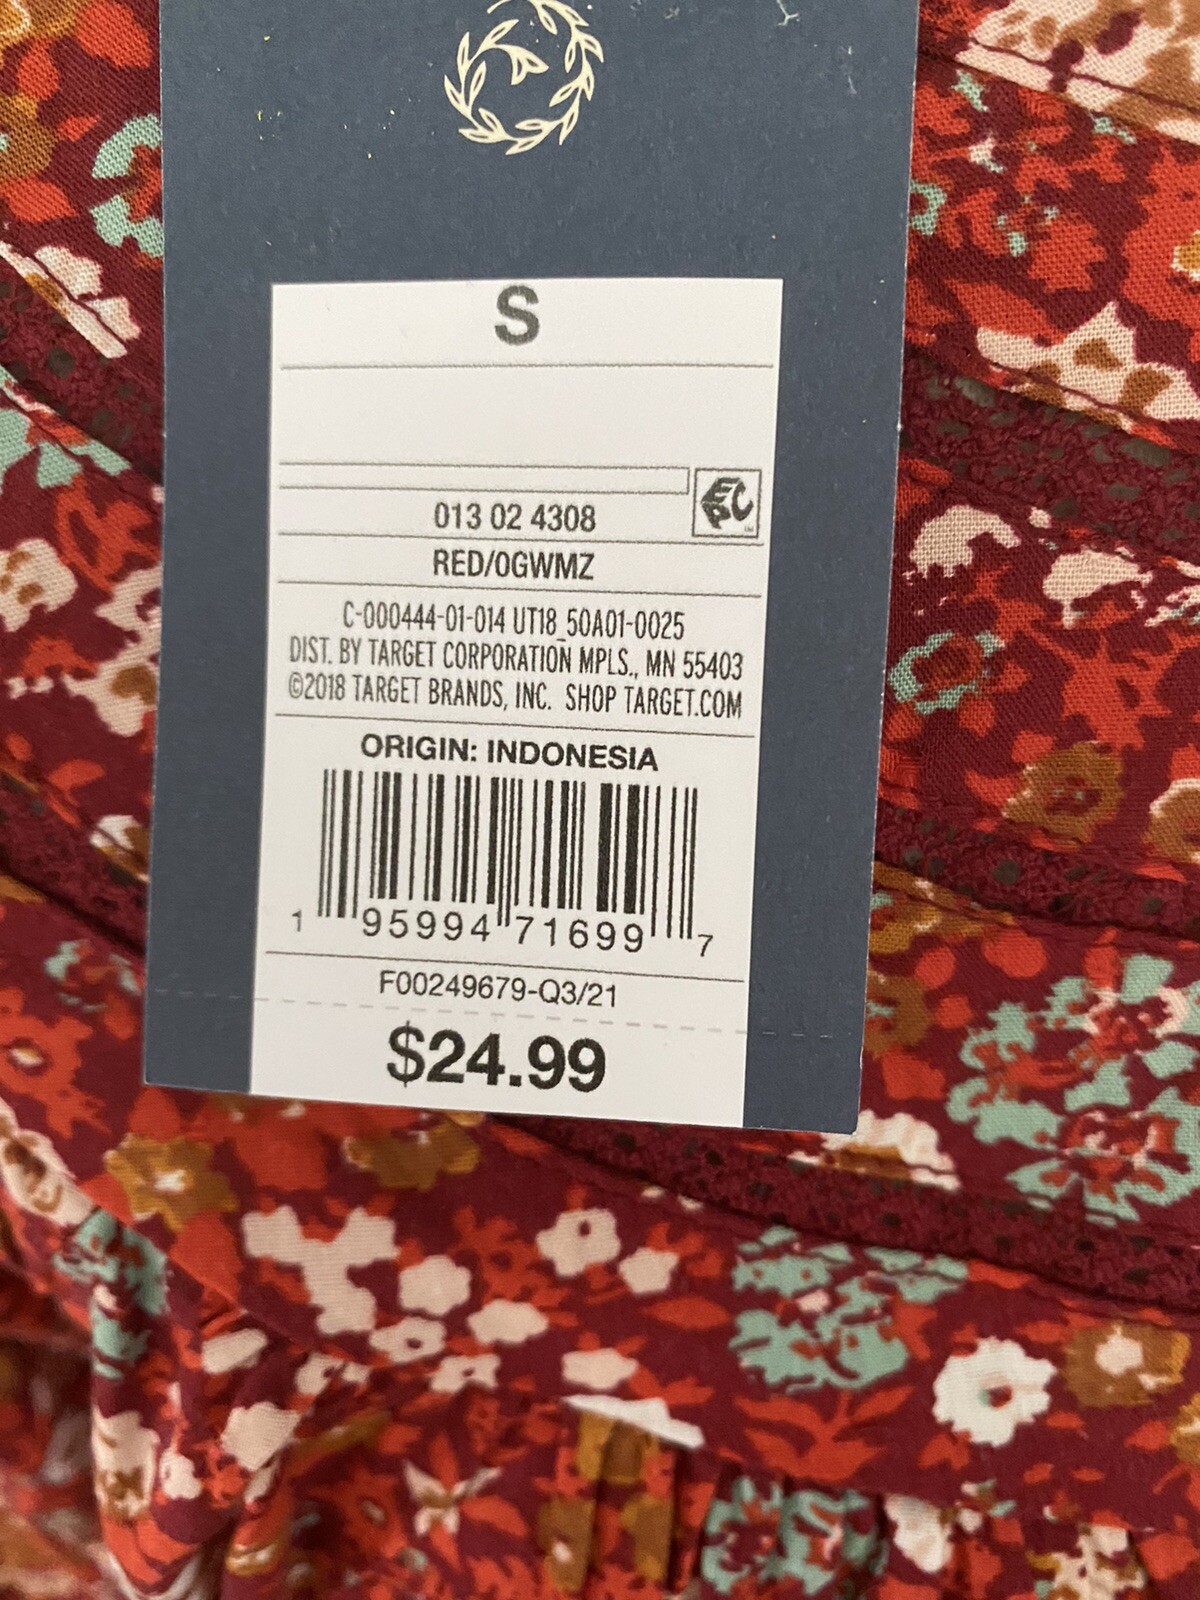 S
EPC
013 02 4308
RED/0GWMZ
C-000444-01-014 UT18_50A01-0025
DIST. BY TARGET CORPORATION MPLS., MN 55403
©2018 TARGET BRANDS, INC. SHOP TARGET.COM
ORIGIN: INDONESIA
1 95994 71699 7
F00249679-Q3/21
$24.99